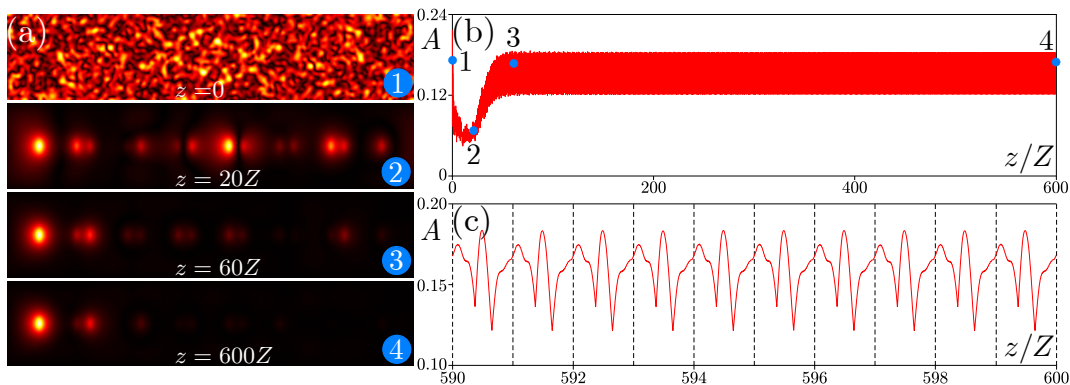 (a)
z = 0
1
z = 20Z
2
z = 60Z
3
z = 600Z
4
(b)
A
0.24
0.12
0
1
2
3
4
z/Z
0 200 400 600
(c)
A
0.20
0.15
0.10
z/Z
590 592 594 596 598 600